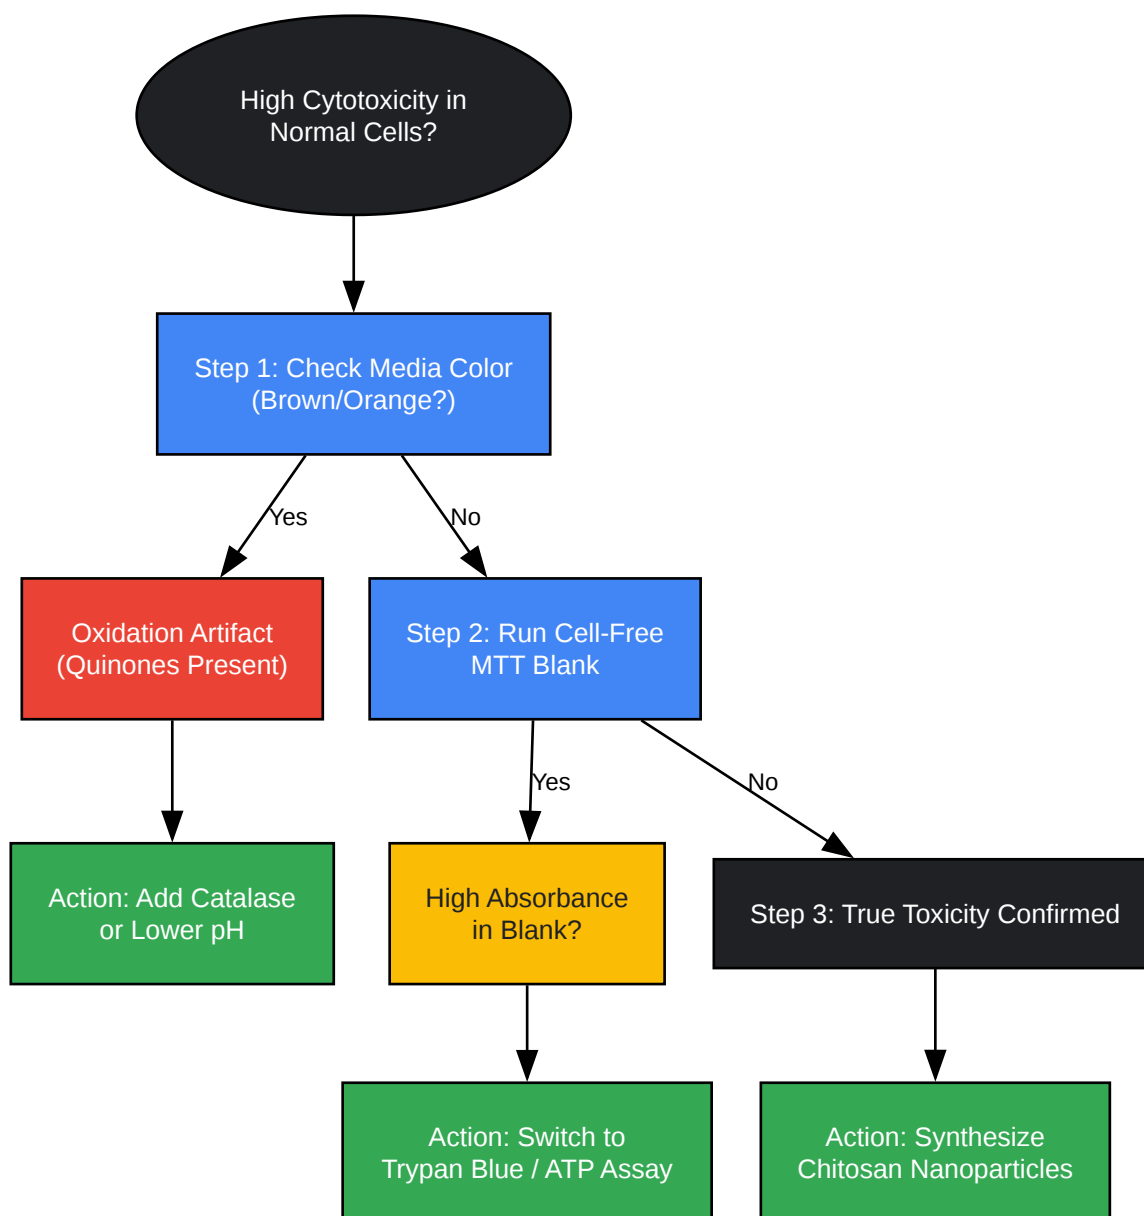 High Cytotoxicity in
Normal Cells?
Step 1: Check Media Color
(Brown/Orange?)
Yes
No
Oxidation Artifact
(Quinones Present)
Step 2: Run Cell-Free
MTT Blank
Yes
No
Action: Add Catalase
or Lower pH
High Absorbance
in Blank?
Step 3: True Toxicity Confirmed
Action: Switch to
Trypan Blue / ATP Assay
Action: Synthesize
Chitosan Nanoparticles